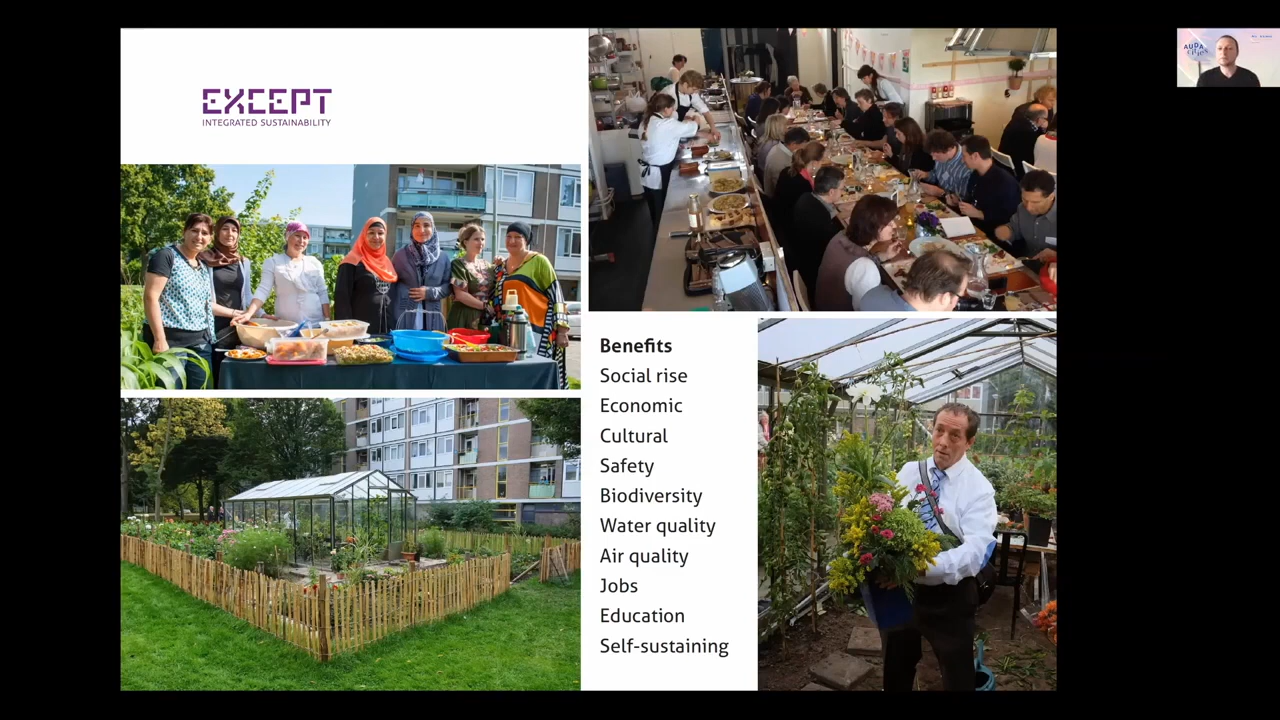 EXCEPT
INTEGRATED SUSTAINABILITY
Benefits
Social rise
Economic
Cultural
Safety
Biodiversity
Water quality
Air quality
Jobs
Education
Self-sustaining